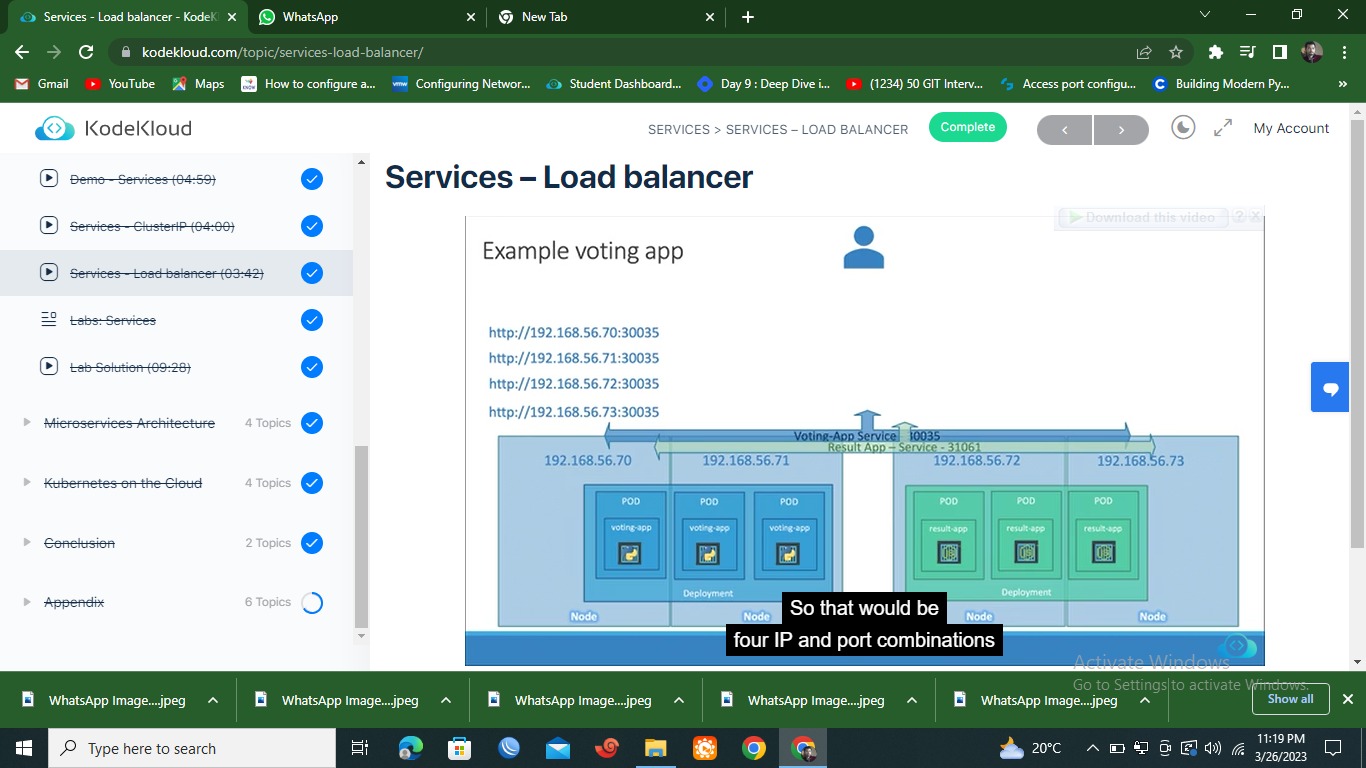 Services - Load balancer - KodeKl
WhatsApp
New Tab
kodekloud.com/topic/services-load-balancer/
Gmail
YouTube
Maps
How to configure a...
Configuring Networ...
Student Dashboard...
Day 9 : Deep Dive i...
(1234) 50 GIT Interv...
Access port configu...
Building Modern Py...
»
KodeKloud
SERVICES > SERVICES – LOAD BALANCER
Complete
My Account
Demo - Services (04:59)
Services - ClusterIP (04:00)
Services - Load balancer (03:42)
Labs: Services
Lab Solution (09:28)
Microservices Architecture 4 Topics
Kubernetes on the Cloud 4 Topics
Conclusion 2 Topics
Appendix 6 Topics
Services – Load balancer
Download this video ? X
Example voting app
http://192.168.56.70:30035
http://192.168.56.71:30035
http://192.168.56.72:30035
http://192.168.56.73:30035
Voting-App Service 30035
Result App – Service - 31061
192.168.56.70 192.168.56.71 192.168.56.72 192.168.56.73
POD POD POD POD POD POD
voting-app voting-app voting-app result-app result-app result-app
Deployment Deployment
Node Node Node Node
So that would be
four IP and port combinations
Activate Windows
Go to Settings to activate Windows.
WhatsApp Image....jpeg
WhatsApp Image....jpeg
WhatsApp Image....jpeg
WhatsApp Image....jpeg
WhatsApp Image....jpeg
Show all
Type here to search
20°C
11:19 PM
3/26/2023